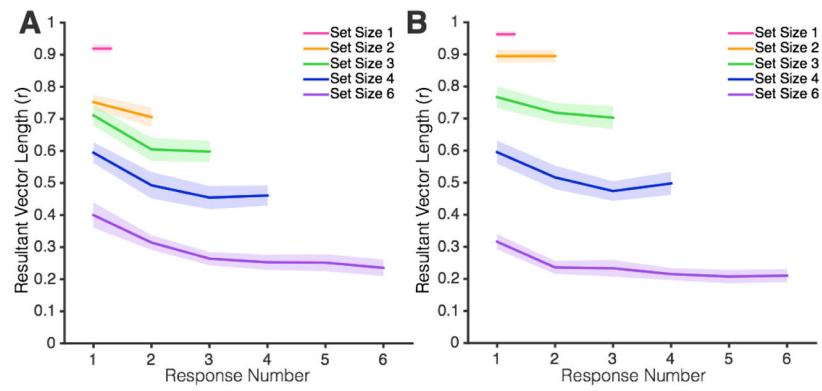 A
Resultant Vector Length (r)
1
0.9
0.8
0.7
0.6
0.5
0.4
0.3
0.2
0.1
0
1 2 3 4 5 6
Response Number
Set Size 1
Set Size 2
Set Size 3
Set Size 4
Set Size 6
B
Resultant Vector Length (r)
1
0.9
0.8
0.7
0.6
0.5
0.4
0.3
0.2
0.1
0
1 2 3 4 5 6
Response Number
Set Size 1
Set Size 2
Set Size 3
Set Size 4
Set Size 6